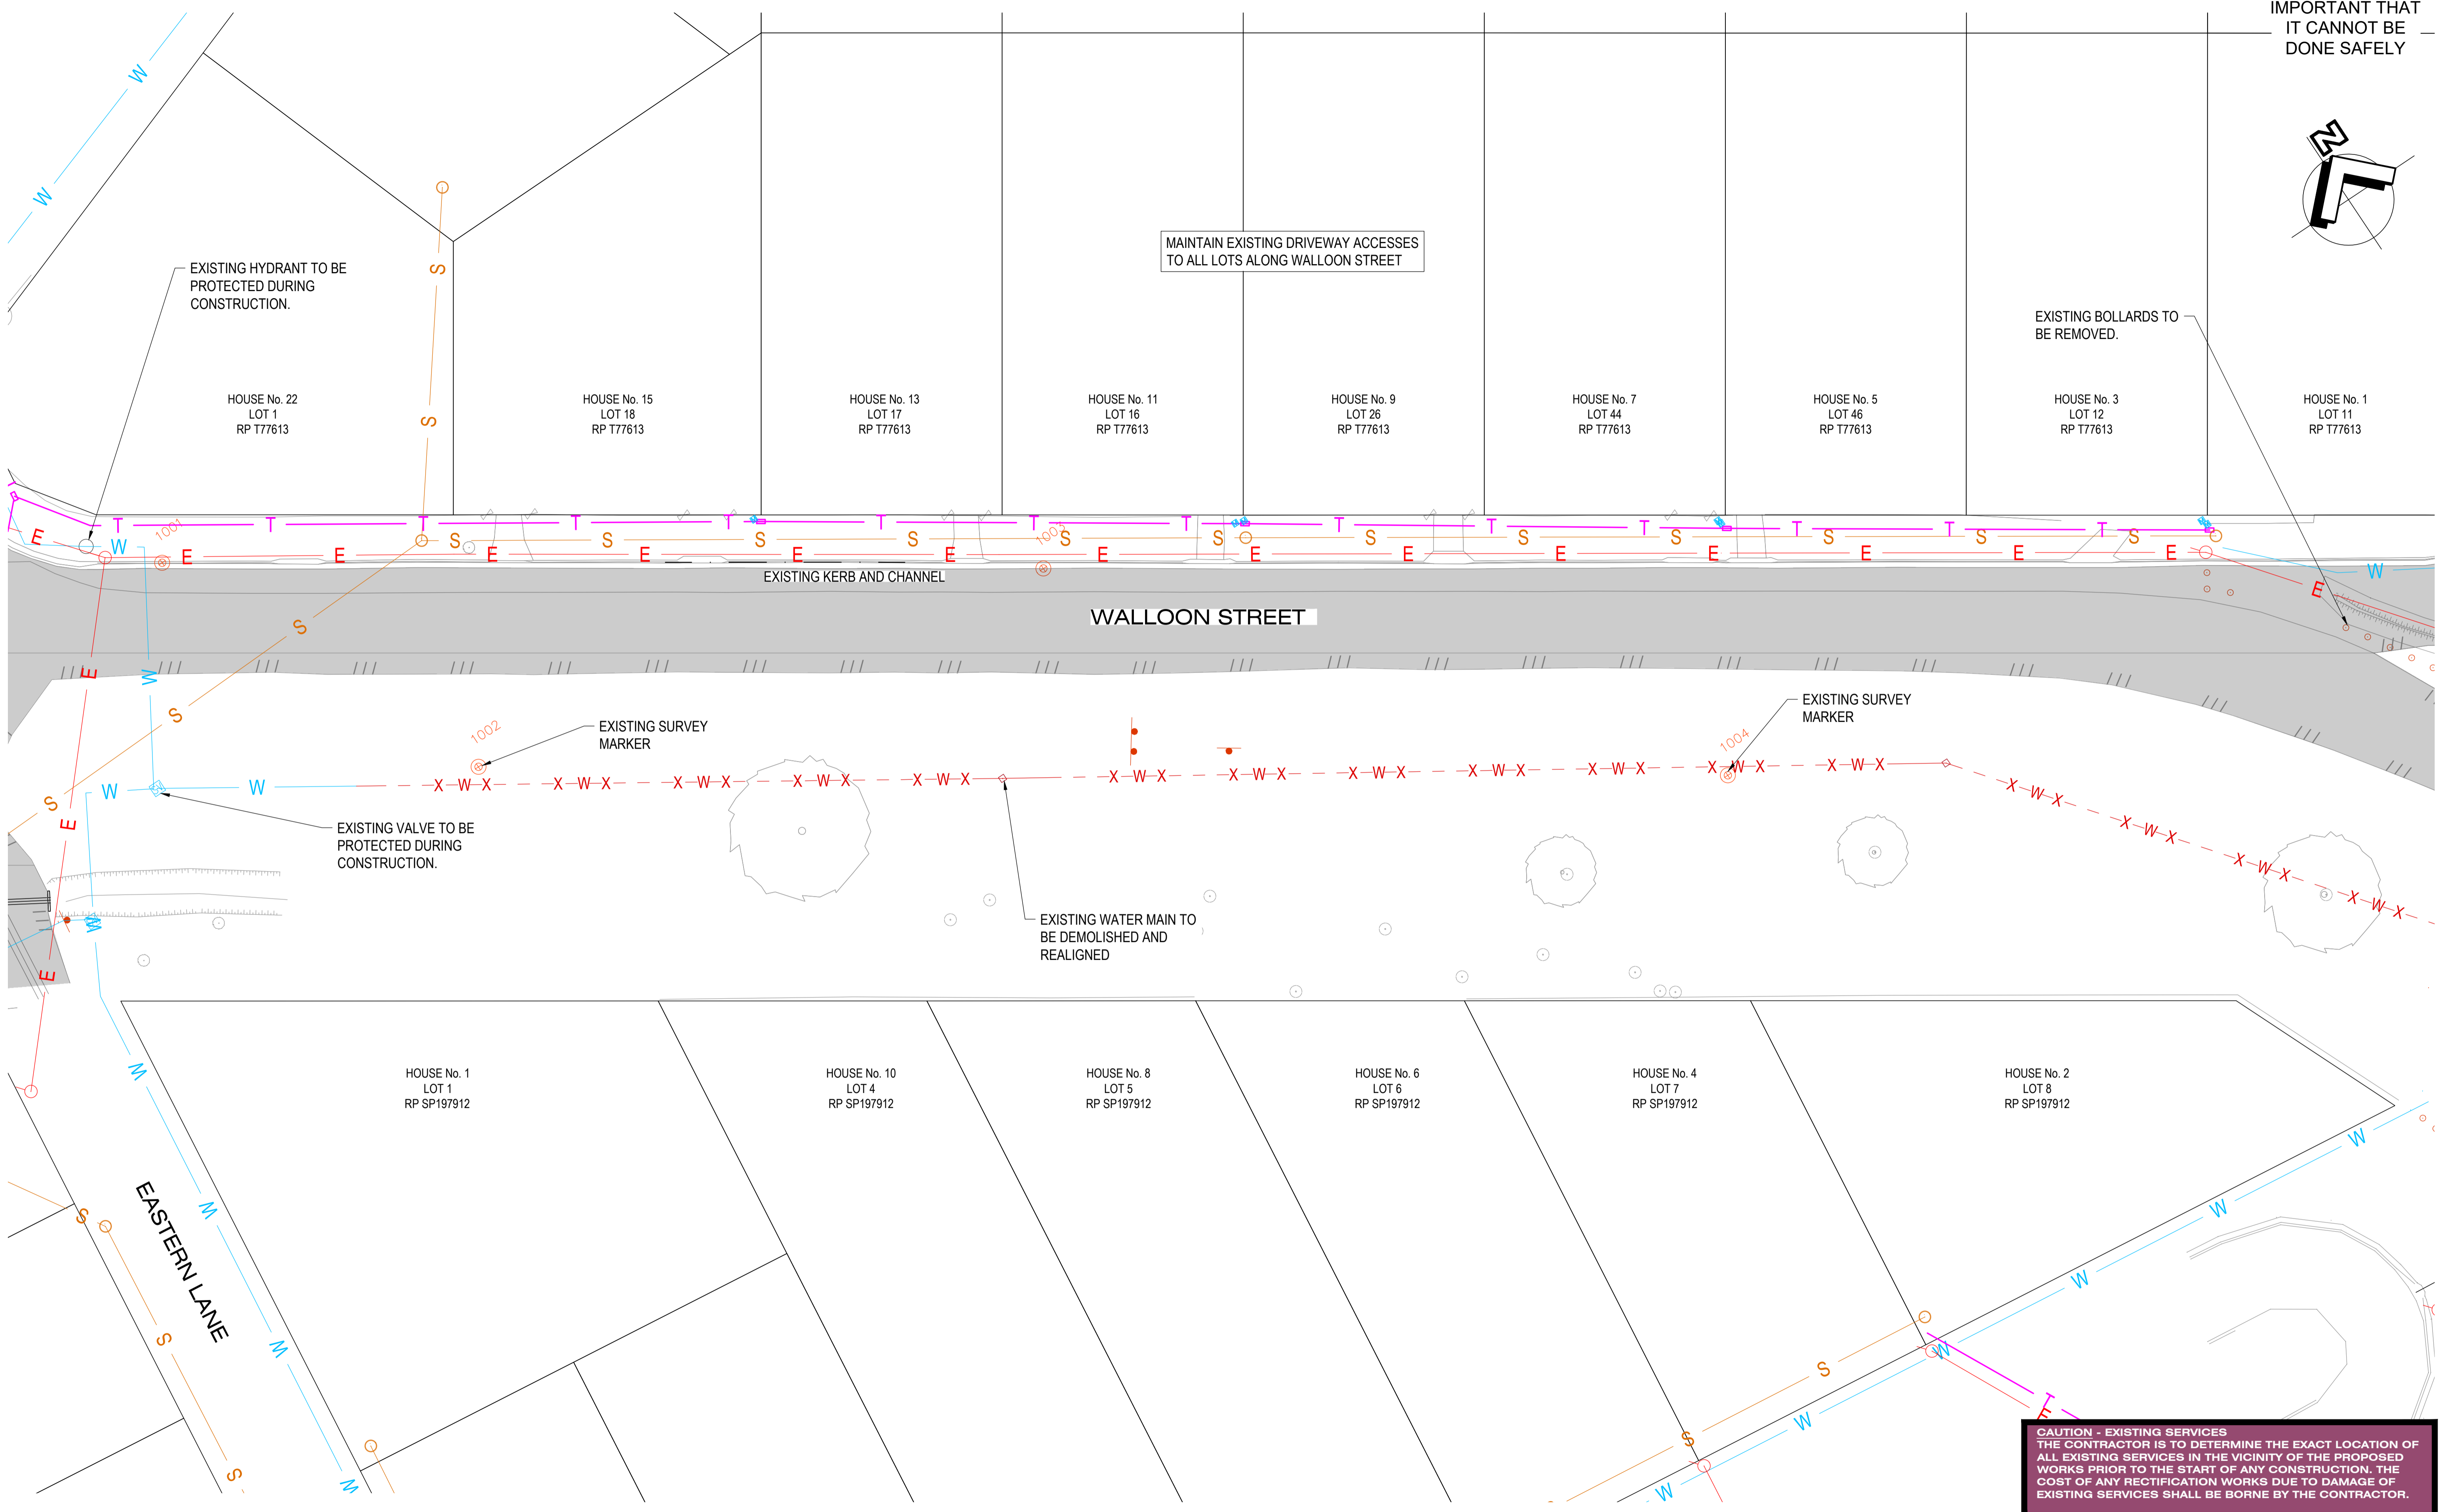 IMPORTANT THAT
IT CANNOT BE
DONE SAFELY
N
EXISTING HYDRANT TO BE
PROTECTED DURING
CONSTRUCTION.
MAINTAIN EXISTING DRIVEWAY ACCESSES
TO ALL LOTS ALONG WALLOON STREET
EXISTING BOLLARDS TO
BE REMOVED.
HOUSE No. 22
LOT 1
RP T77613
HOUSE No. 15
LOT 18
RP T77613
HOUSE No. 13
LOT 17
RP T77613
HOUSE No. 11
LOT 16
RP T77613
HOUSE No. 9
LOT 26
RP T77613
HOUSE No. 7
LOT 44
RP T77613
HOUSE No. 5
LOT 46
RP T77613
HOUSE No. 3
LOT 12
RP T77613
HOUSE No. 1
LOT 11
RP T77613
1001
EXISTING KERB AND CHANNEL
WALLOON STREET
1002
EXISTING SURVEY
MARKER
1004
EXISTING SURVEY
MARKER
EXISTING VALVE TO BE
PROTECTED DURING
CONSTRUCTION.
EXISTING WATER MAIN TO
BE DEMOLISHED AND
REALIGNED
HOUSE No. 1
LOT 1
RP SP197912
HOUSE No. 10
LOT 4
RP SP197912
HOUSE No. 8
LOT 5
RP SP197912
HOUSE No. 6
LOT 6
RP SP197912
HOUSE No. 4
LOT 7
RP SP197912
HOUSE No. 2
LOT 8
RP SP197912
EASTERN LANE
CAUTION - EXISTING SERVICES
THE CONTRACTOR IS TO DETERMINE THE EXACT LOCATION OF
ALL EXISTING SERVICES IN THE VICINITY OF THE PROPOSED
WORKS PRIOR TO THE START OF ANY CONSTRUCTION. THE
COST OF ANY RECTIFICATION WORKS DUE TO DAMAGE OF
EXISTING SERVICES SHALL BE BORNE BY THE CONTRACTOR.